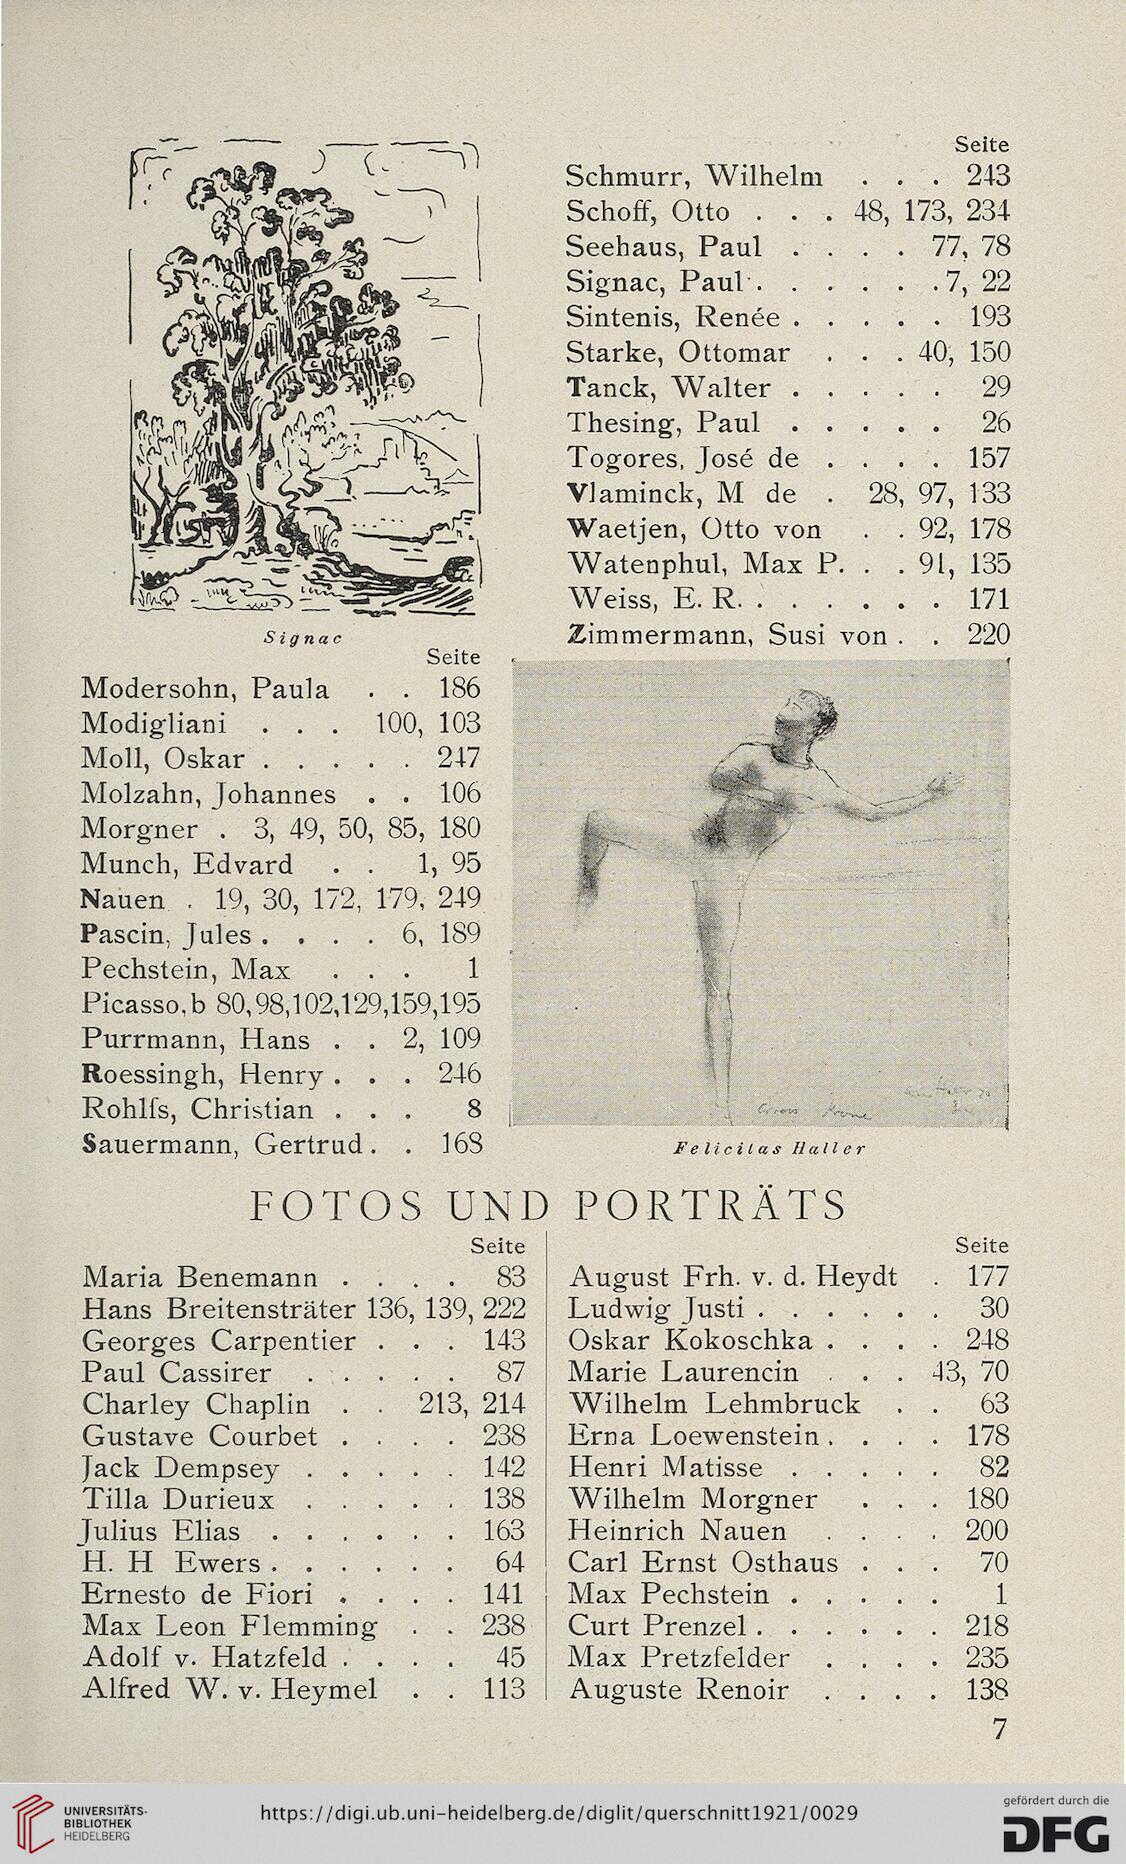 Signac
Seite
Modersohn, Paula . . 186
Modigliani . . . 100, 103
Moll, Oskar . . . . . 247
Molzahn, Johannes . . 106
Morgner . 3, 49, 50, 85, 180
Munch, Edvard . . 1, 95
Nauen . 19, 30, 172, 179, 249
Pascin, Jules . . . . 6, 189
Pechstein, Max . . . 1
Picasso, b 80, 98, 102, 129, 159, 195
Purrmann, Hans . . 2, 109
Roessingh, Henry . . . 246
Rohlfs, Christian . . . 8
Sauermann, Gertrud . . 168
Seite
Schmurr, Wilhelm . . . 243
Schoff, Otto . . . 48, 173, 234
Seehaus, Paul . . . . 77, 78
Signac, Paul . . . . . . 7, 22
Sintenis, Renée . . . . . 193
Starke, Ottomar . . . 40, 150
Tanck, Walter . . . . . 29
Thesing, Paul . . . . . 26
Togores, José de . . . . 157
Vlaminck, M de . 28, 97, 133
Waetjen, Otto von . . 92, 178
Watenphul, Max P. . . 91, 135
Weiss, E. R. . . . . . . 171
Zimmermann, Susi von . . 220
Felicitas Haller
FOTOS UND PORTRÄTS
Seite
Maria Benemann . . . . 83
Hans Breitensträter 136, 139, 222
Georges Carpentier . . . 143
Paul Cassirer . . . . . 87
Charley Chaplin . . 213, 214
Gustave Courbet . . . . 238
Jack Dempsey . . . . . 142
Tilla Durieux . . . . . 138
Julius Elias . . . . . . 163
H. H Ewers . . . . . . 64
Ernesto de Fiori . . . . 141
Max Leon Flemming . . 238
Adolf v. Hatzfeld . . . . 45
Alfred W. v. Heymel . . 113
Seite
August Frh. v. d. Heydt . 177
Ludwig Justi . . . . . . 30
Oskar Kokoschka . . . . 248
Marie Laurencin . . . 43, 70
Wilhelm Lehmbruck . . 63
Erna Loewenstein . . . . 178
Henri Matisse . . . . . 82
Wilhelm Morgner . . . 180
Heinrich Nauen . . . . 200
Carl Ernst Osthaus . . . 70
Max Pechstein . . . . . 1
Curt Prenzel . . . . . . 218
Max Pretzfelder . . . . 235
Auguste Renoir . . . . 138
7
UNIVERSITÄTS-
BIBLIOTHEK
HEIDELBERG
https://digi.ub.uni-heidelberg.de/diglit/querschnitt1921/0029
gefördert durch die
DFG